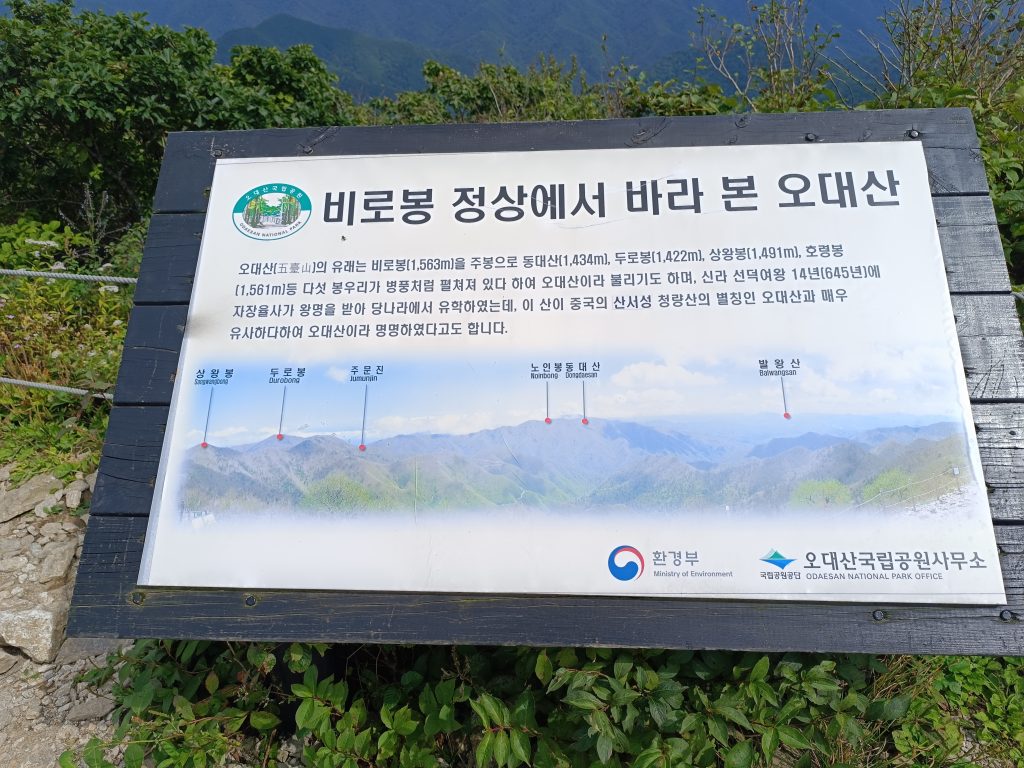 오대산국립공원
ODAESAN NATIONAL PARK
비로봉 정상에서 바라 본 오대산
오대산(五臺山)의 유래는 비로봉(1,563m)을 주봉으로 동대산(1,434m), 두로봉(1,422m), 상왕봉(1,491m), 호령봉
(1,561m)등 다섯 봉우리가 병풍처럼 펼쳐져 있다 하여 오대산이라 불리기도 하며, 신라 선덕여왕 14년(645년)에
자장율사가 왕명을 받아 당나라에서 유학하였는데, 이 산이 중국의 산서성 청량산의 별칭인 오대산과 매우
유사하다하여 오대산이라 명명하였다고도 합니다.
상왕봉 두로봉 주문진 노인봉 동대산 발왕산
Sangwangbong Durobong Jumunjin Noinbong Dongdaesan Balwangsan
환경부
Ministry of Environment
국립공원공단
오대산국립공원사무소
ODAESAN NATIONAL PARK OFFICE